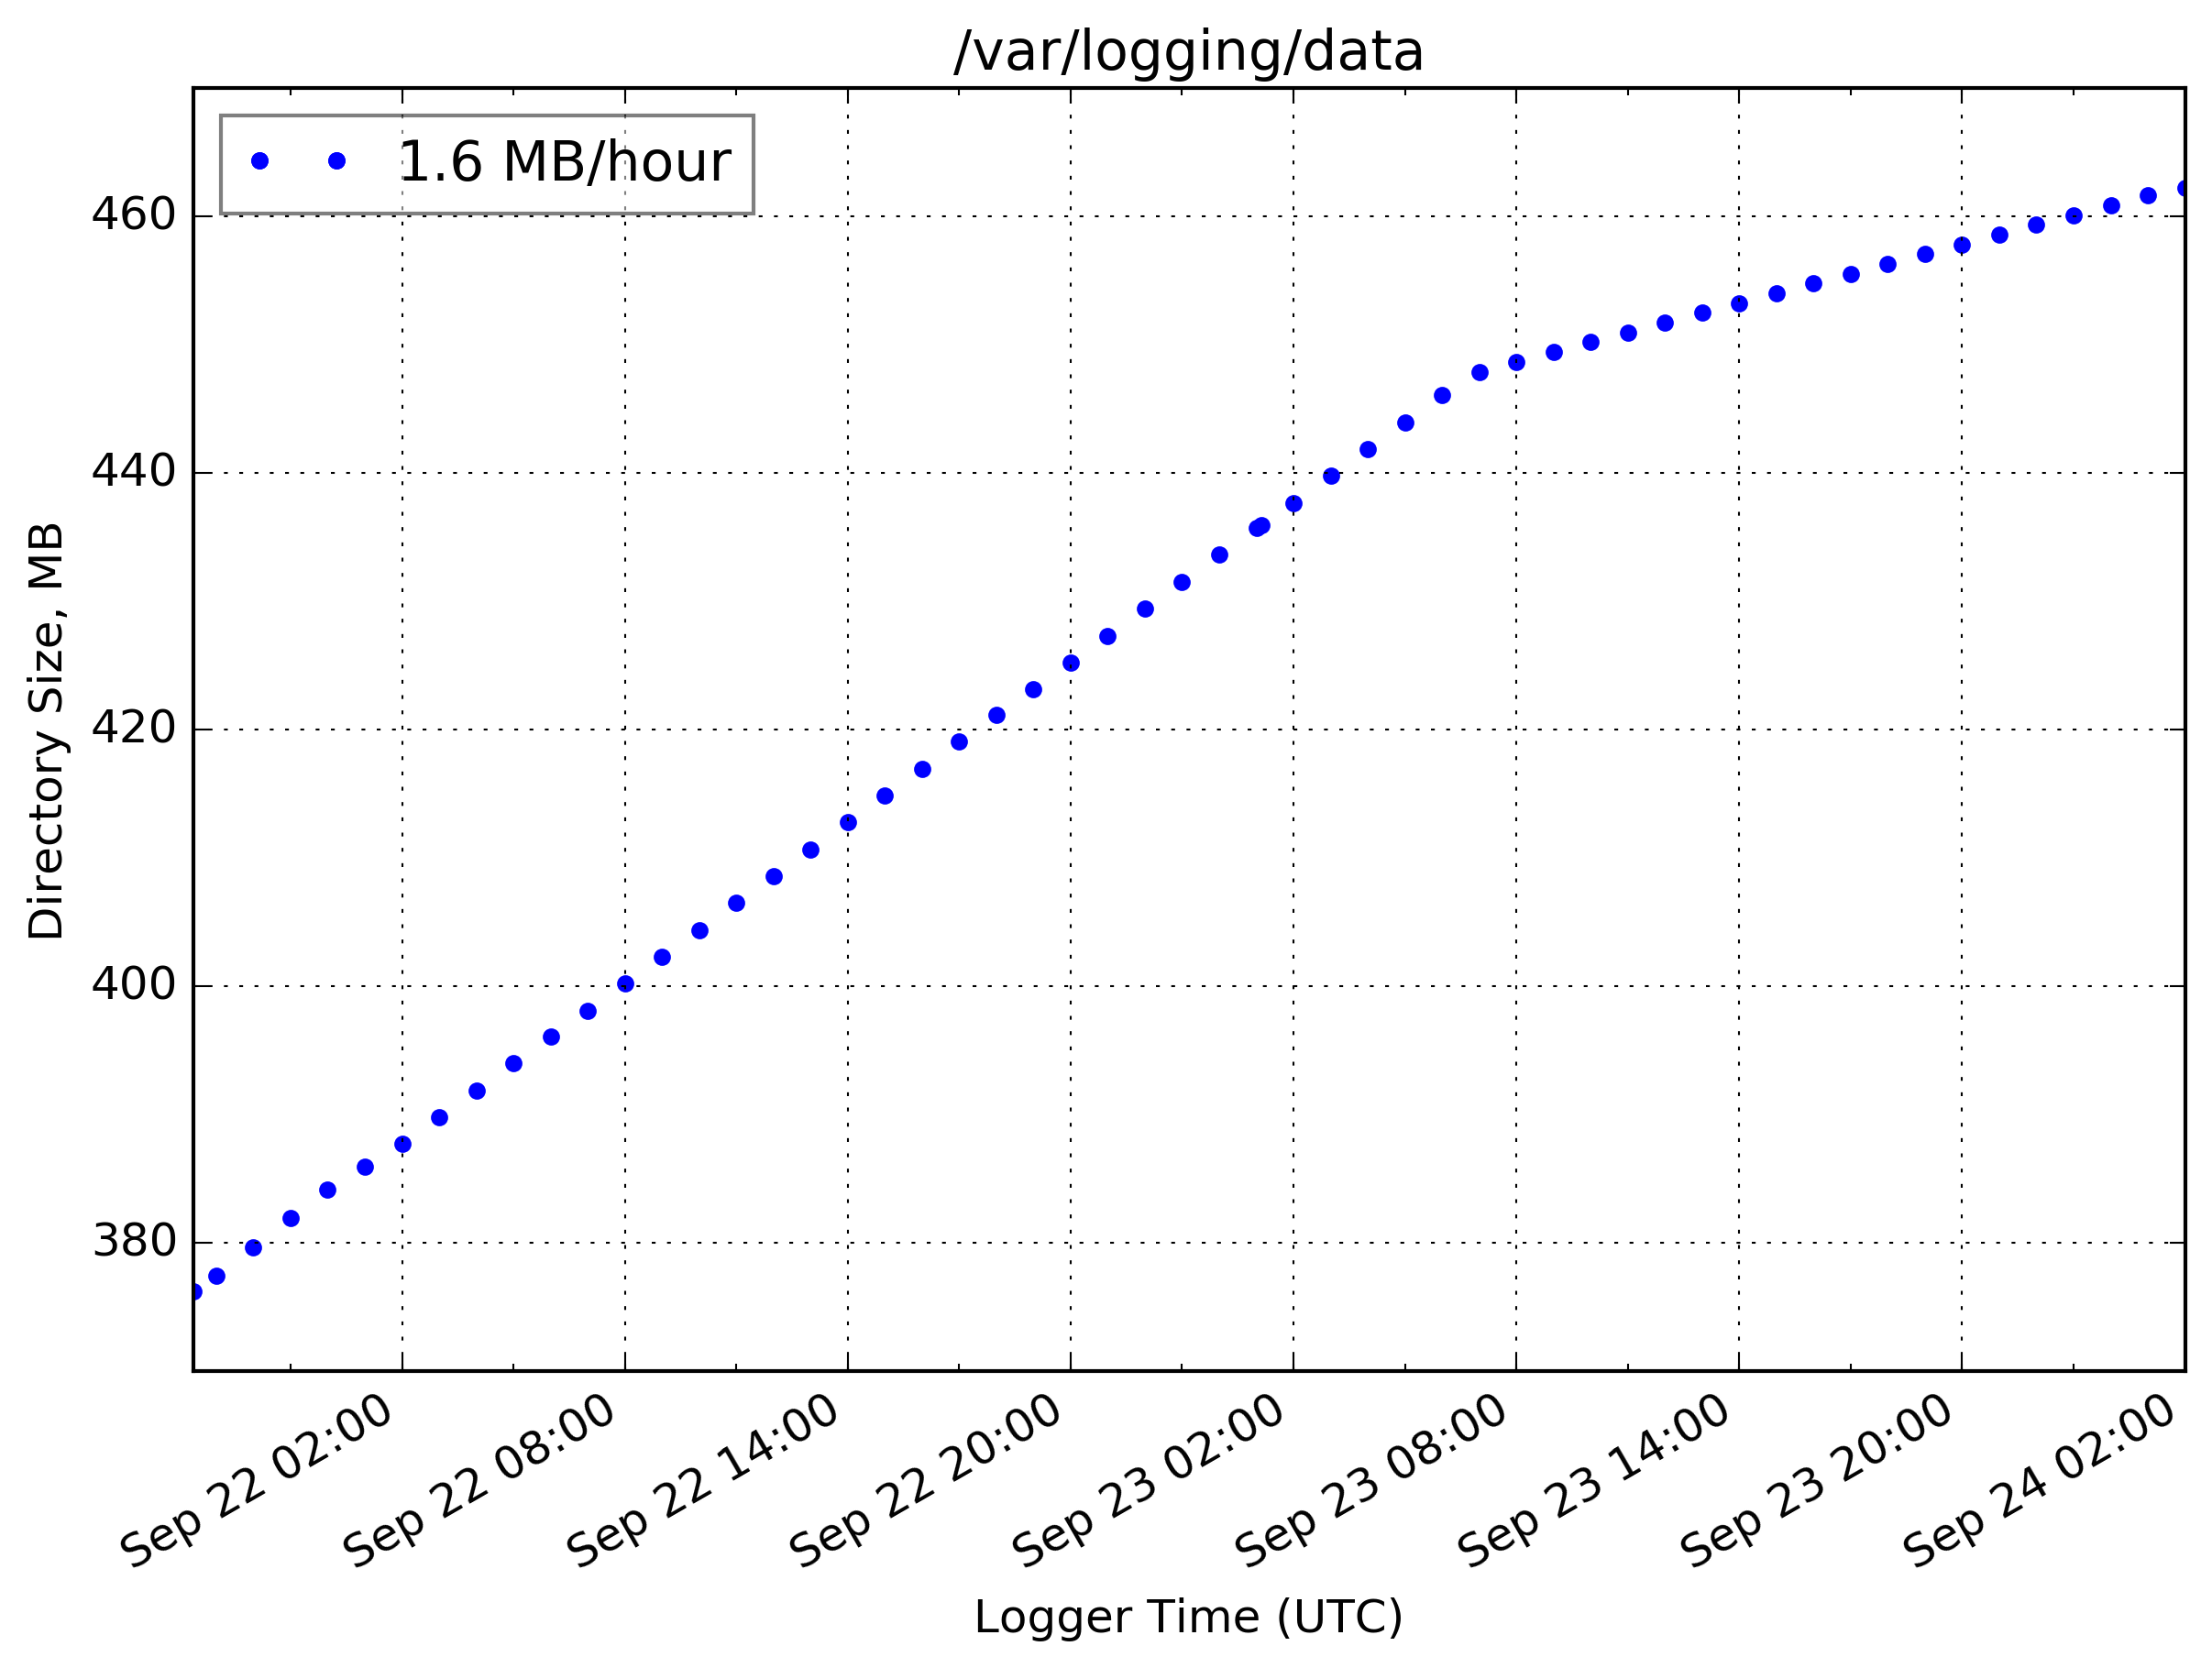 /var/logging/data
1.6 MB/hour
460
440
420
400
380
Directory Size, MB
Sep 22 02:00
Sep 22 08:00
Sep 22 14:00
Sep 22 20:00
Sep 23 02:00
Sep 23 08:00
Sep 23 14:00
Sep 23 20:00
Sep 24 02:00
Logger Time (UTC)